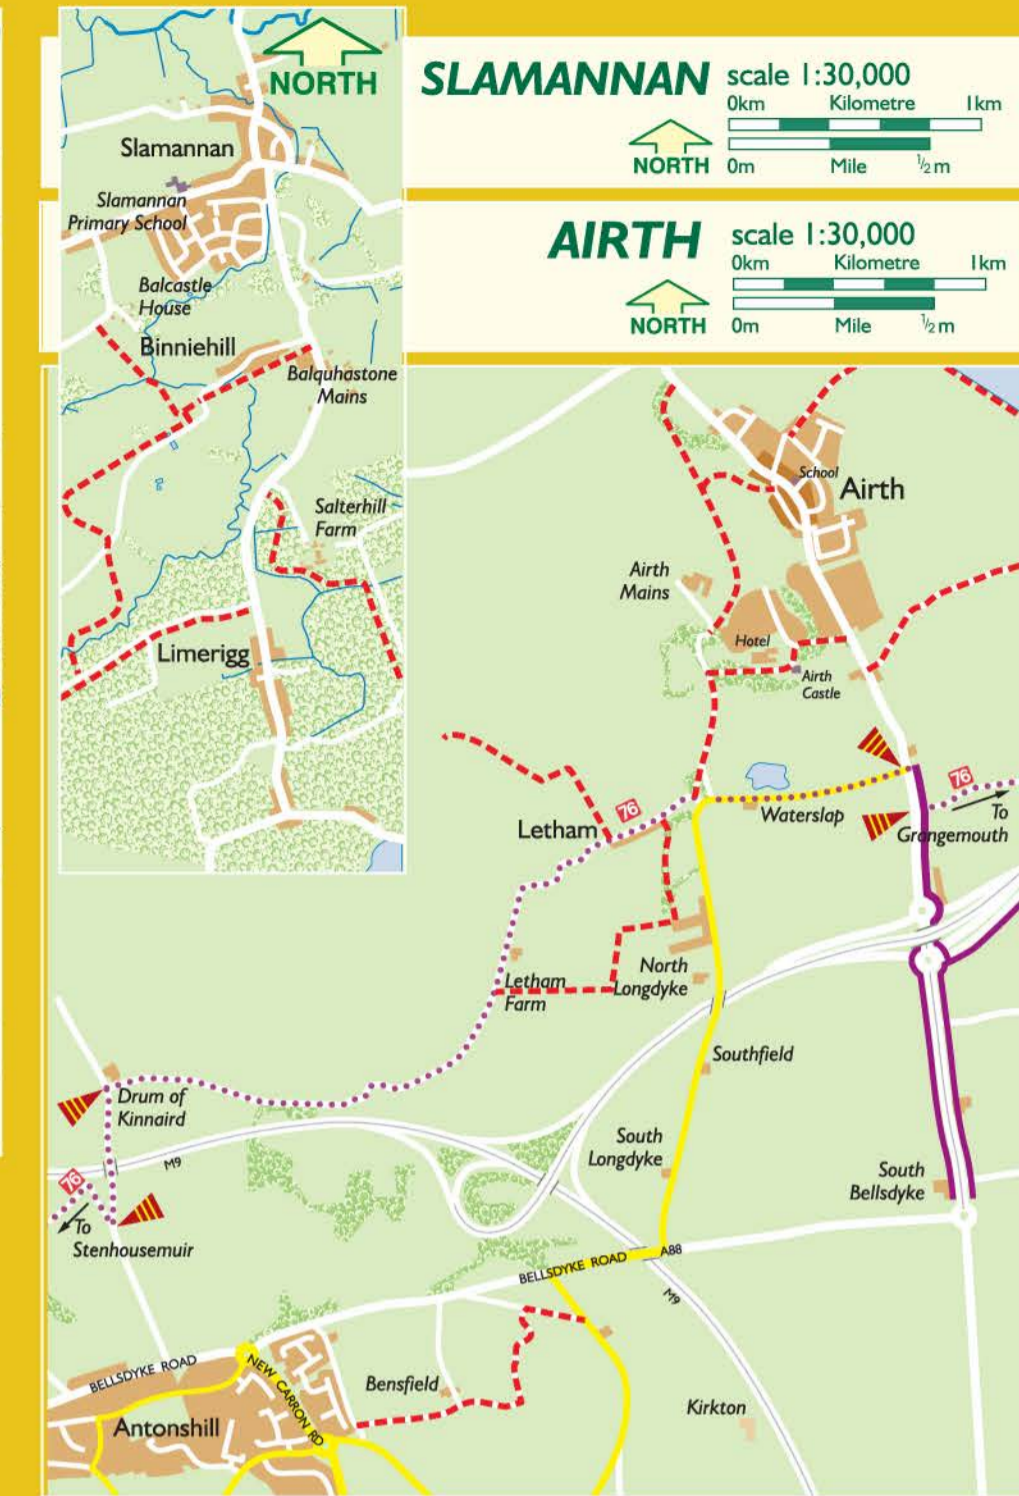 NORTH
SLAMANNAN
scale 1:30,000
0km Kilometre 1km
NORTH
0m Mile 1/2 m
AIRTH
scale 1:30,000
0km Kilometre 1km
NORTH
0m Mile 1/2 m
Slamannan
Slamannan
Primary School
Balcastle
House
Binniehill
Balquhastone
Mains
Salterhill
Farm
Limerigg
School
Airth
Airth
Mains
Hotel
Airth
Castle
76
76
Letham
Waterslap
To
Grangemouth
Letham
Farm
North
Longdyke
Southfield
Drum of
Kinnaird
M9
South
Longdyke
South
Bellsdyke
76
To
Stenhousemuir
BELLSDYKE ROAD
A88
M9
BELLSDYKE ROAD
NEW CARRON RD
Bensfield
Kirkton
Antonshill